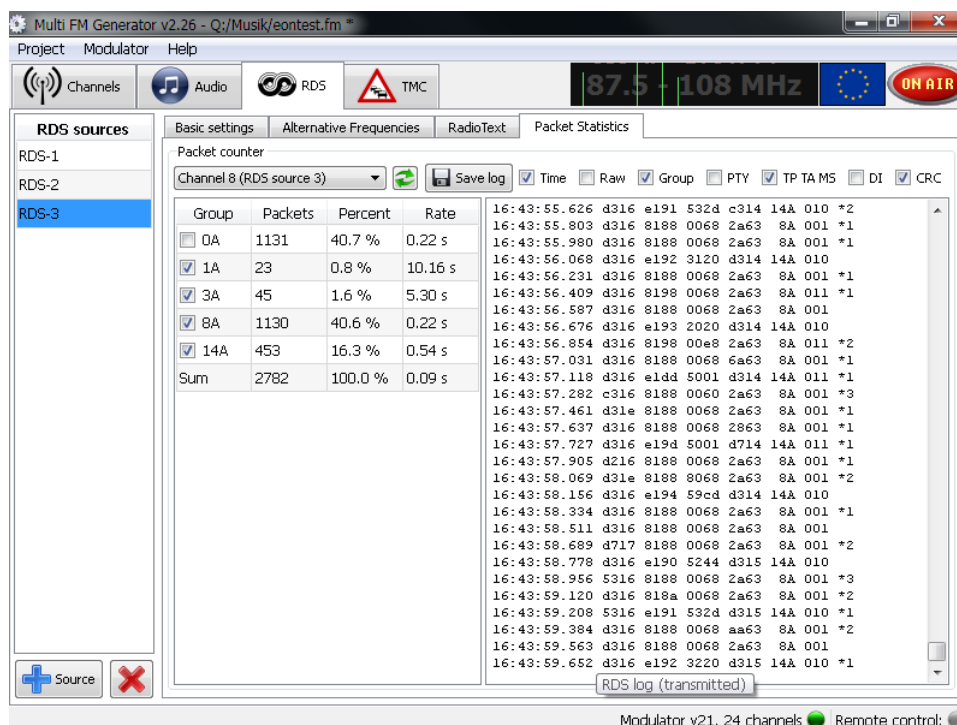 Multi FM Generator v2.26 - Q:/Musik/eontest.fm *
Project Modulator Help
Channels Audio RDS TMC 87.5 - 108 MHz ON AIR
RDS sources
RDS-1
RDS-2
RDS-3
Source
Basic settings Alternative Frequencies RadioText Packet Statistics
Packet counter
Channel 8 (RDS source 3) Save log Time Raw Group PTY TP TA MS DI CRC
Group Packets Percent Rate
0A 1131 40.7 % 0.22 s
1A 23 0.8 % 10.16 s
3A 45 1.6 % 5.30 s
8A 1130 40.6 % 0.22 s
14A 453 16.3 % 0.54 s
Sum 2782 100.0 % 0.09 s
16:43:55.626 d316 e191 532d c314 14A 010 *2
16:43:55.803 d316 8188 0068 2a63 8A 001 *1
16:43:55.980 d316 8188 0068 2a63 8A 001 *1
16:43:56.068 d316 e192 3120 d314 14A 010
16:43:56.231 d316 8188 0068 2a63 8A 001 *1
16:43:56.409 d316 8198 0068 2a63 8A 011 *1
16:43:56.587 d316 8188 0068 2a63 8A 001
16:43:56.676 d316 e193 2020 d314 14A 010
16:43:56.854 d316 8198 00e8 2a63 8A 011 *2
16:43:57.031 d316 8188 0068 6a63 8A 001 *1
16:43:57.118 d316 e1dd 5001 d314 14A 011 *1
16:43:57.282 c316 8188 0060 2a63 8A 001 *3
16:43:57.461 d31e 8188 0068 2a63 8A 001 *1
16:43:57.637 d316 8188 0068 2863 8A 001 *1
16:43:57.727 d316 e19d 5001 d714 14A 011 *1
16:43:57.905 d216 8188 0068 2a63 8A 001 *1
16:43:58.069 d31e 8188 8068 2a63 8A 001 *2
16:43:58.156 d316 e194 59cd d314 14A 010
16:43:58.334 d316 8188 0068 2a63 8A 001 *1
16:43:58.511 d316 8188 0068 2a63 8A 001
16:43:58.689 d717 8188 0068 2a63 8A 001 *2
16:43:58.778 d316 e190 5244 d315 14A 010
16:43:58.956 5316 8188 0068 2a63 8A 001 *3
16:43:59.120 d316 818a 0068 2a63 8A 001 *2
16:43:59.208 5316 e191 532d d315 14A 010 *1
16:43:59.384 d316 8188 0068 aa63 8A 001 *2
16:43:59.563 d316 8188 0068 2a63 8A 001
16:43:59.652 d316 e192 3220 d315 14A 010 *1
RDS log (transmitted)
Modulator v21, 24 channels Remote control: